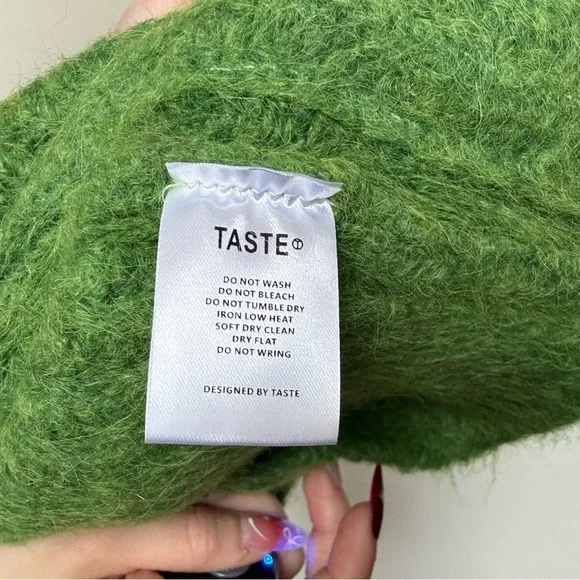 TASTE Ⓣ
DO NOT WASH
DO NOT BLEACH
DO NOT TUMBLE DRY
IRON LOW HEAT
SOFT DRY CLEAN
DRY FLAT
DO NOT WRING
DESIGNED BY TASTE